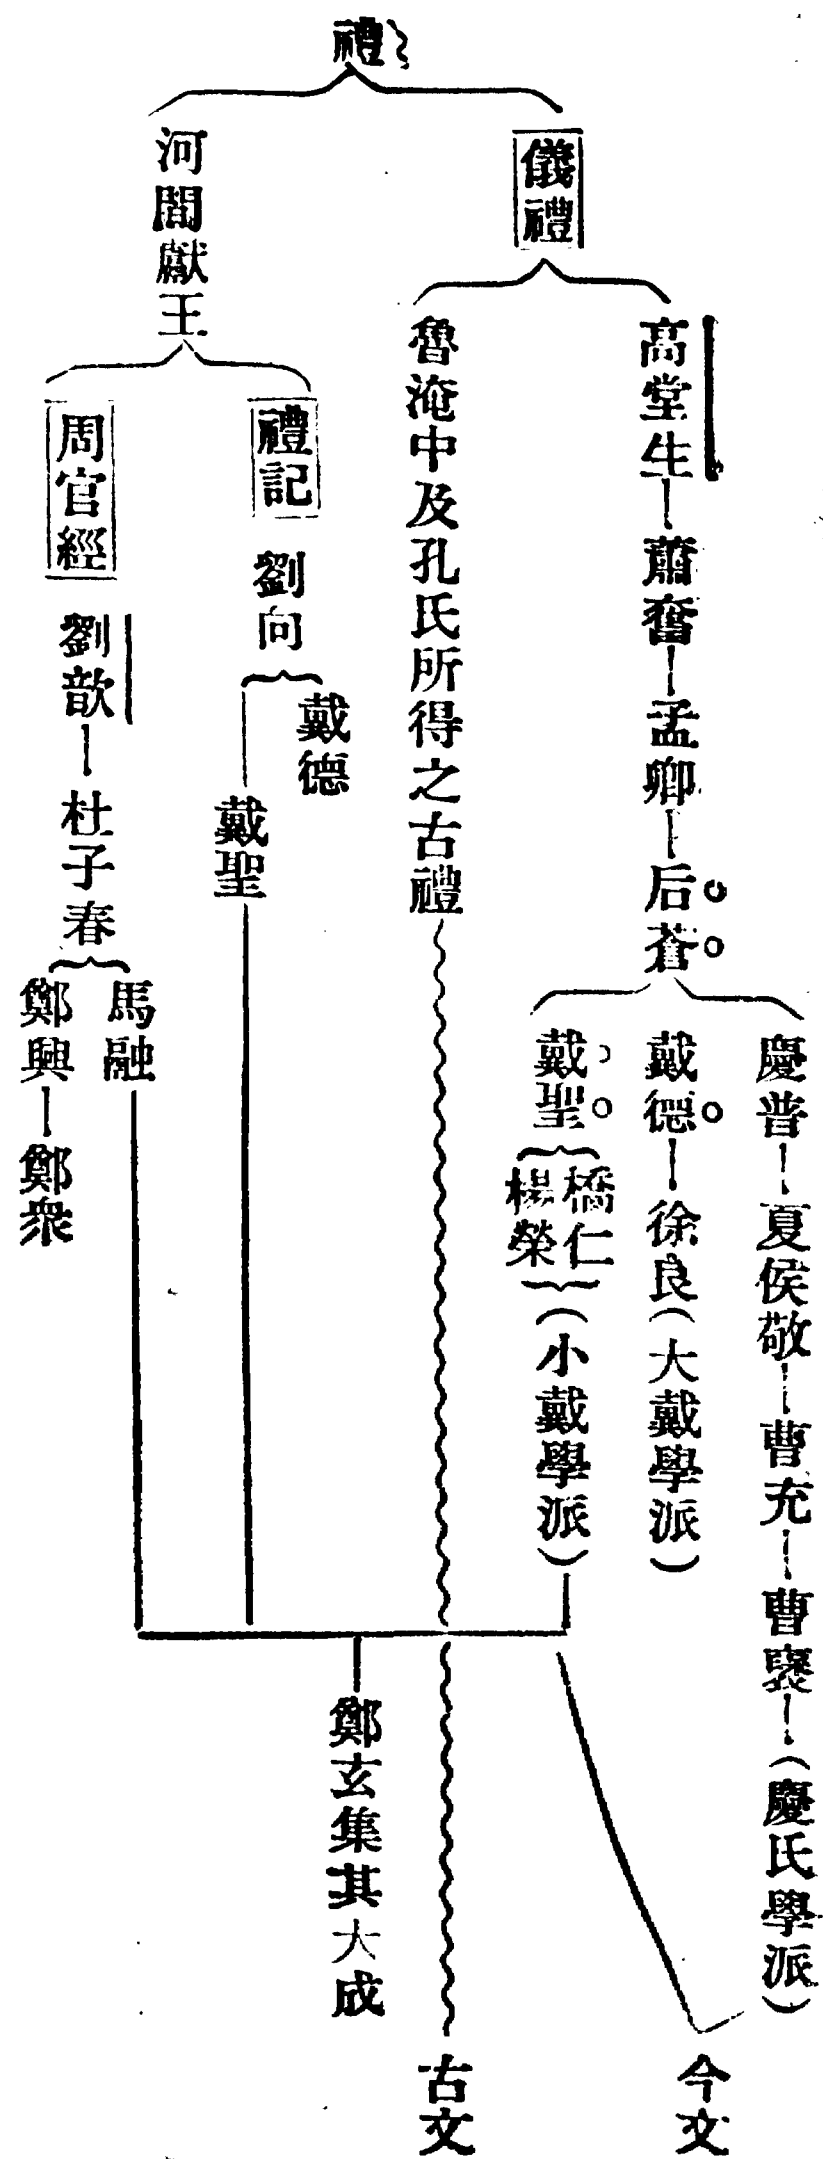 禮
儀禮
高堂生—蕭奮—孟卿—后蒼
慶普—夏侯敬—曹充—曹褒—(慶氏學派)
戴德—徐良(大戴學派)
戴聖
橋仁
楊榮
(小戴學派)
今文
魯淹中及孔氏所得之古禮
古文
河間獻王
禮記
劉向
戴德
戴聖
周官經
劉歆—杜子春
馬融
鄭興—鄭眾
鄭玄集其大成